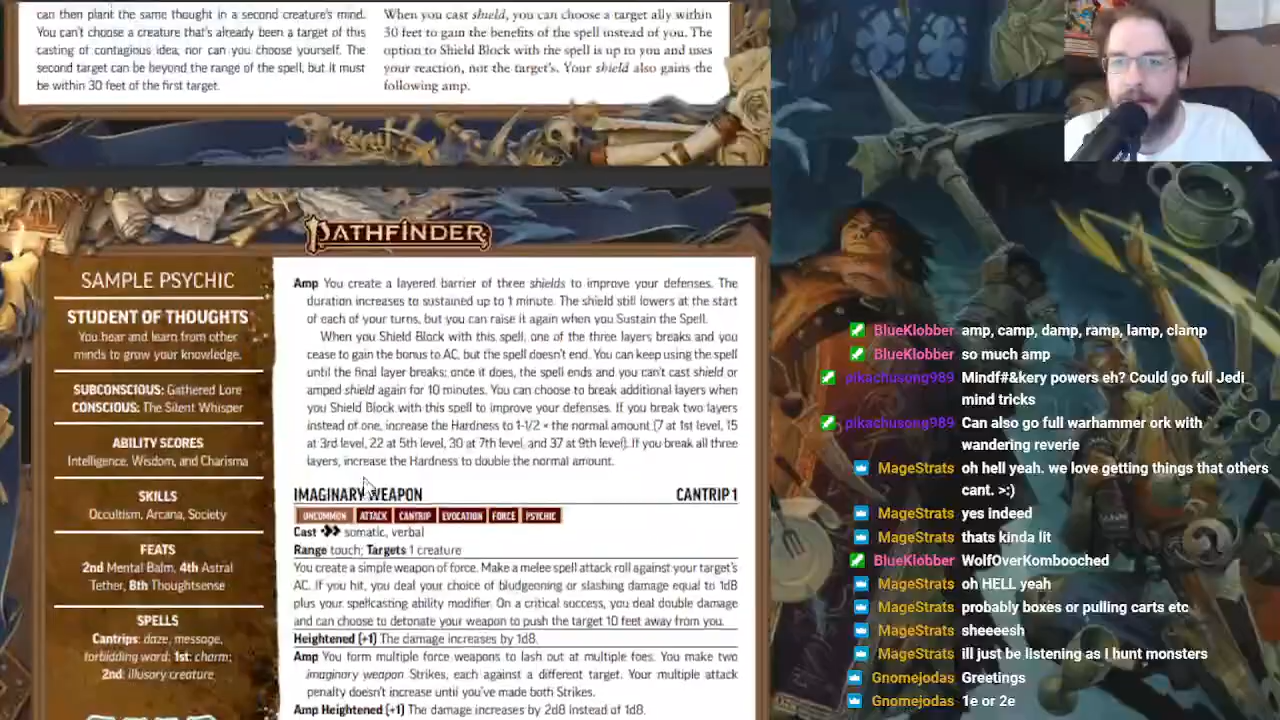 can then plant the same thought in a second creature's mind.
You can't choose a creature that's already been a target of this
casting of contagious idea, nor can you choose yourself. The
second target can be beyond the range of the spell, but it must
be within 30 feet of the first target.
When you cast shield, you can choose a target ally within
30 feet to gain the benefits of the spell instead of you. The
option to Shield Block with the spell is up to you and uses
your reaction, not the target's. Your shield also gains the
following amp.
PATHFINDER
SAMPLE PSYCHIC
STUDENT OF THOUGHTS
You hear and learn from other
minds to grow your knowledge.
SUBCONSCIOUS: Gathered Lore
CONSCIOUS: The Silent Whisper
ABILITY SCORES
Intelligence, Wisdom, and Charisma
SKILLS
Occultism, Arcana, Society
FEATS
2nd Mental Balm, 4th Astral
Tether, 8th Thoughtsense
SPELLS
Cantrips: daze, message,
forbidding ward; 1st: charm;
2nd: illusory creature
Amp You create a layered barrier of three shields to improve your defenses. The
duration increases to sustained up to 1 minute. The shield still lowers at the start
of each of your turns, but you can raise it again when you Sustain the Spell.
When you Shield Block with this spell, one of the three layers breaks and you
cease to gain the bonus to AC, but the spell doesn't end. You can keep using the spell
until the final layer breaks; once it does, the spell ends and you can't cast shield or
amped shield again for 10 minutes. You can choose to break additional layers when
you Shield Block with this spell to improve your defenses. If you break two layers
instead of one, increase the Hardness to 1-1/2 × the normal amount (7 at 1st level, 15
at 3rd level, 22 at 5th level, 30 at 7th level, and 37 at 9th level). If you break all three
layers, increase the Hardness to double the normal amount.
IMAGINARY WEAPON CANTRIP 1
UNCOMMON ATTACK CANTRIP EVOCATION FORCE PSYCHIC
Cast somatic, verbal
Range touch; Targets 1 creature
You create a simple weapon of force. Make a melee spell attack roll against your target's
AC. If you hit, you deal your choice of bludgeoning or slashing damage equal to 1d8
plus your spellcasting ability modifier. On a critical success, you deal double damage
and can choose to detonate your weapon to push the target 10 feet away from you.
Heightened (+1) The damage increases by 1d8.
Amp You form multiple force weapons to lash out at multiple foes. You make two
imaginary weapon Strikes, each against a different target. Your multiple attack
penalty doesn't increase until you've made both Strikes.
Amp Heightened (+1) The damage increases by 2d8 instead of 1d8.
BlueKlobber amp, camp, damp, ramp, lamp, clamp
BlueKlobber so much amp
pikachusong989 Mindf#&kery powers eh? Could go full Jedi
mind tricks
pikachusong989 Can also go full warhammer ork with
wandering reverie
MageStrats oh hell yeah. we love getting things that others
cant. >:)
MageStrats yes indeed
MageStrats thats kinda lit
BlueKlobber WolfOverKombooched
MageStrats oh HELL yeah
MageStrats probably boxes or pulling carts etc
MageStrats sheeeesh
MageStrats ill just be listening as I hunt monsters
Gnomejodas Greetings
Gnomejodas 1e or 2e